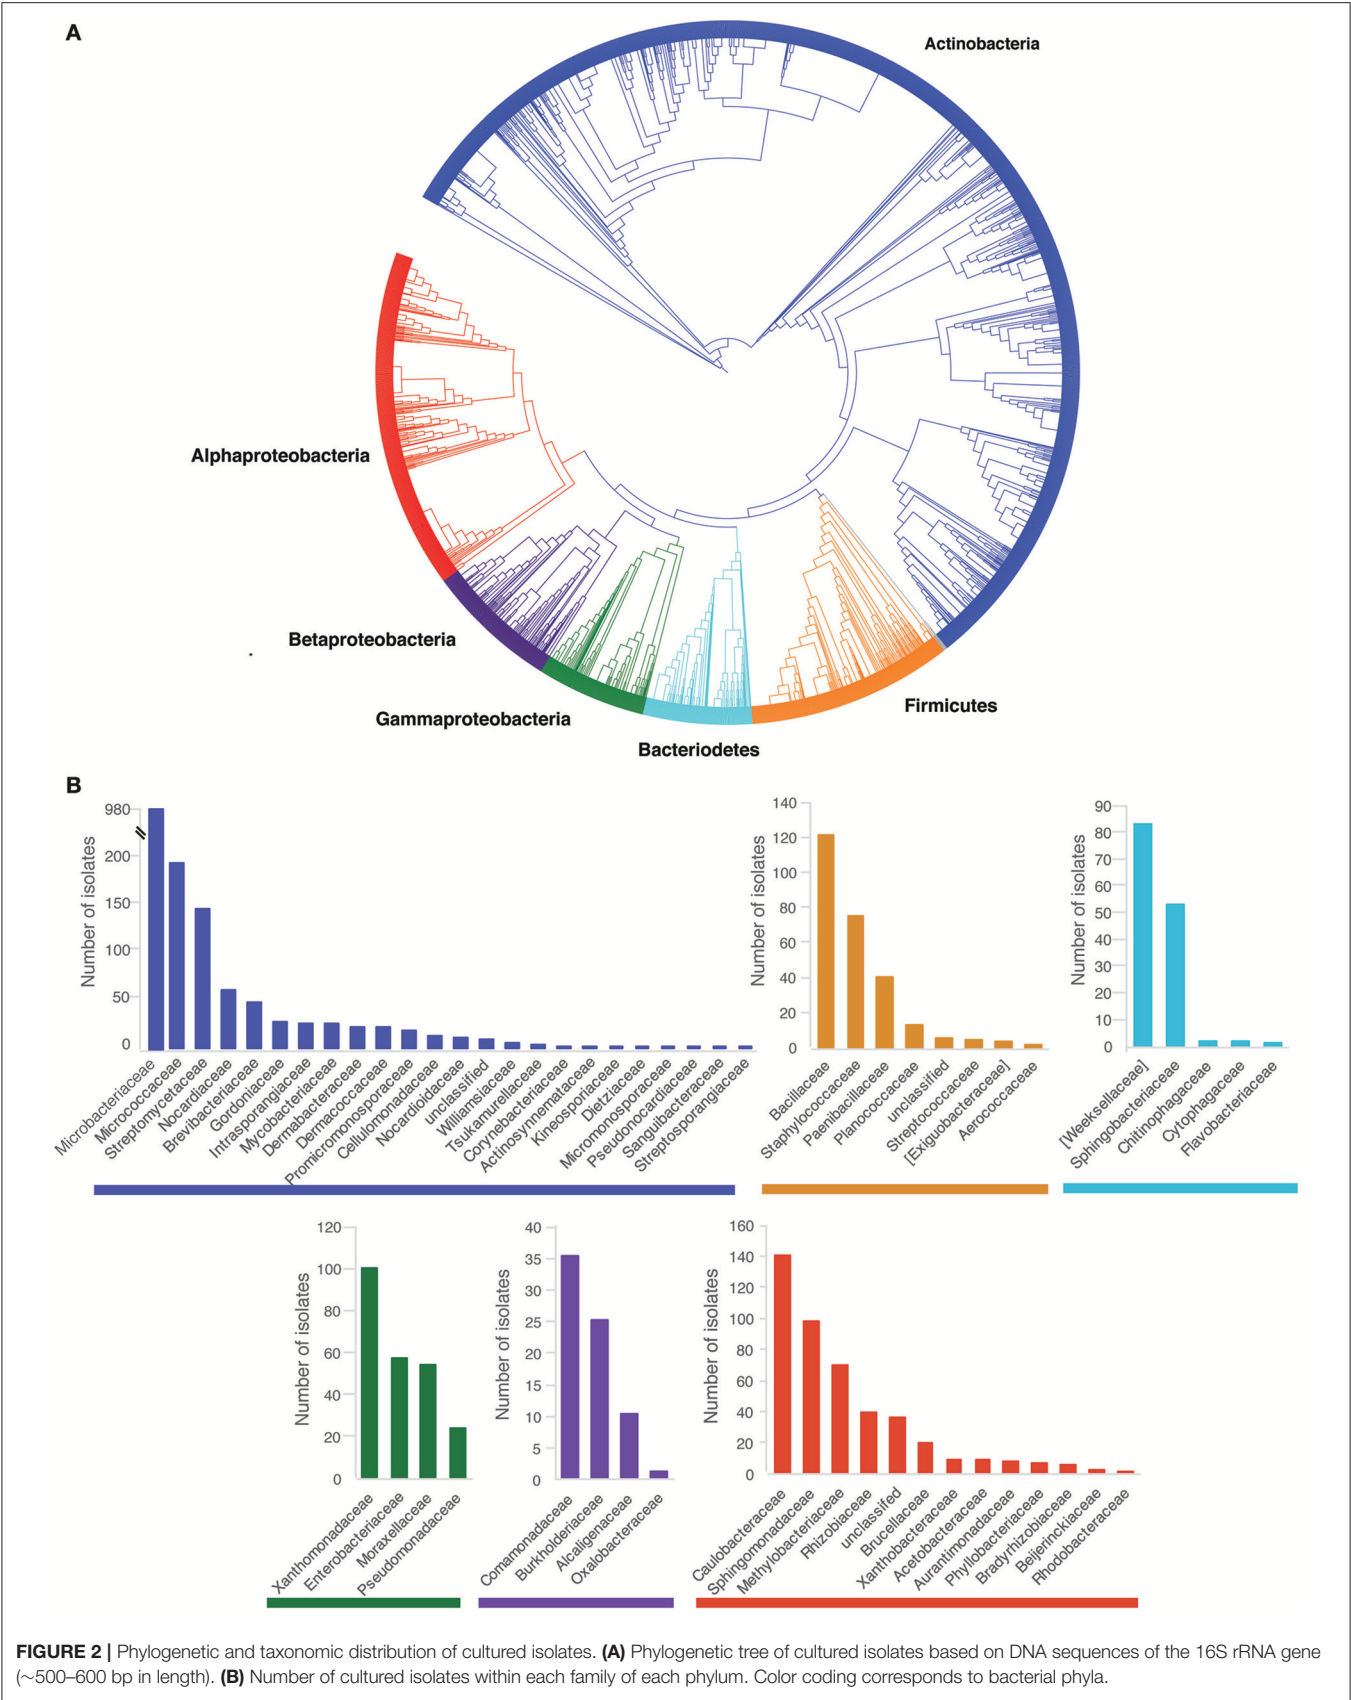 A
Actinobacteria
Alphaproteobacteria
Betaproteobacteria
Gammaproteobacteria
Bacteriodetes
Firmicutes
B
Number of isolates
980
200
150
100
50
0
Microbacteriaceae
Micrococcaceae
Streptomycetaceae
Nocardiaceae
Brevibacteriaceae
Gordoniaceae
Intrasporangiaceae
Mycobacteriaceae
Dermabacteraceae
Dermacoccaceae
Promicromonosporaceae
Cellulomonadaceae
Nocardioidaceae
unclassified
Williamsiaceae
Tsukamurellaceae
Corynebacteriaceae
Actinosynnemataceae
Kineosporiaceae
Dietziaceae
Micromonosporaceae
Pseudonocardiaceae
Sanguibacteraceae
Streptosporangiaceae
Number of isolates
140
120
100
80
60
40
20
0
Bacillaceae
Staphylococcaceae
Paenibacillaceae
Planococcaceae
unclassified
Streptococcaceae
[Exiguobacteraceae]
Aerococcaceae
Number of isolates
90
80
70
60
50
40
30
20
10
0
[Weeksellaceae]
Sphingobacteriaceae
Chitinophagaceae
Cytophagaceae
Flavobacteriaceae
Number of isolates
120
100
80
60
40
20
0
Xanthomonadaceae
Enterobacteriaceae
Moraxellaceae
Pseudomonadaceae
Number of isolates
40
35
30
25
20
15
10
5
0
Comamonadaceae
Burkholderiaceae
Alcaligenaceae
Oxalobacteraceae
Number of isolates
160
140
120
100
80
60
40
20
0
Caulobacteraceae
Sphingomonadaceae
Methylobacteriaceae
Rhizobiaceae
unclassifed
Brucellaceae
Xanthobacteraceae
Acetobacteraceae
Aurantimonadaceae
Phyllobacteriaceae
Bradyrhizobiaceae
Beijerinckiaceae
Rhodobacteraceae
FIGURE 2 | Phylogenetic and taxonomic distribution of cultured isolates. (A) Phylogenetic tree of cultured isolates based on DNA sequences of the 16S rRNA gene
(~500–600 bp in length). (B) Number of cultured isolates within each family of each phylum. Color coding corresponds to bacterial phyla.